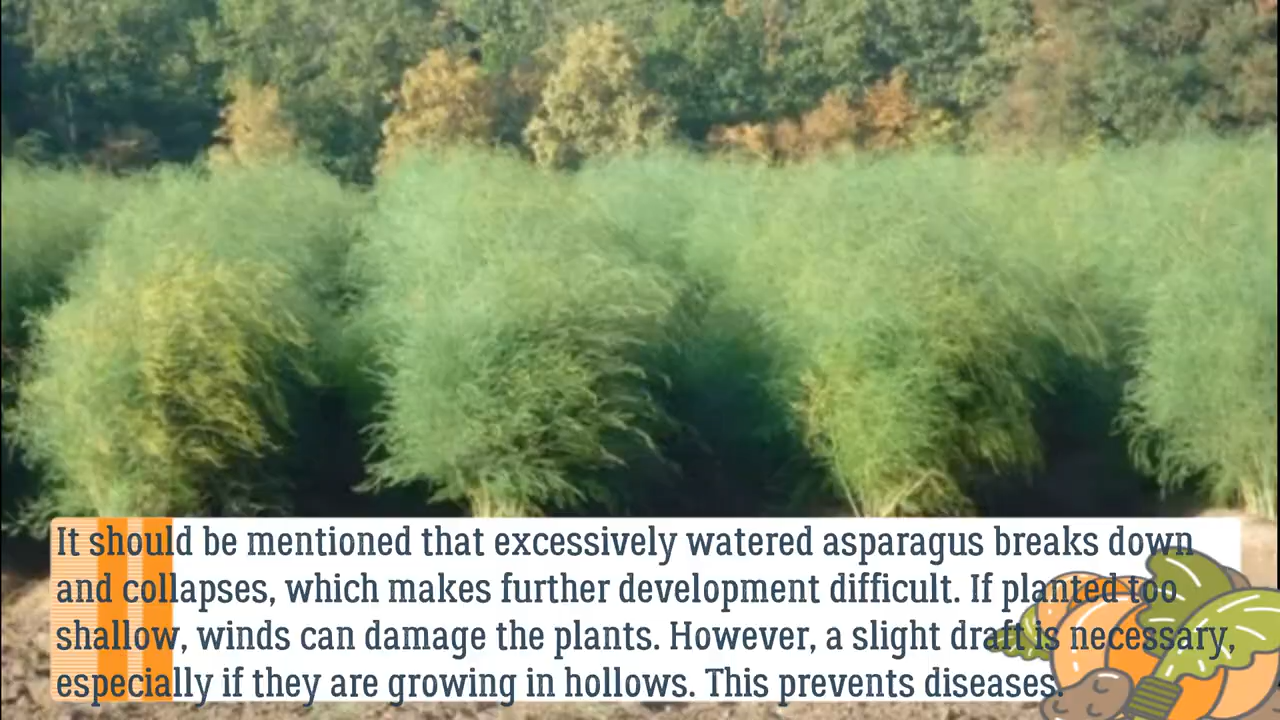 It should be mentioned that excessively watered asparagus breaks down
and collapses, which makes further development difficult. If planted too
shallow, winds can damage the plants. However, a slight draft is necessary,
especially if they are growing in hollows. This prevents diseases.